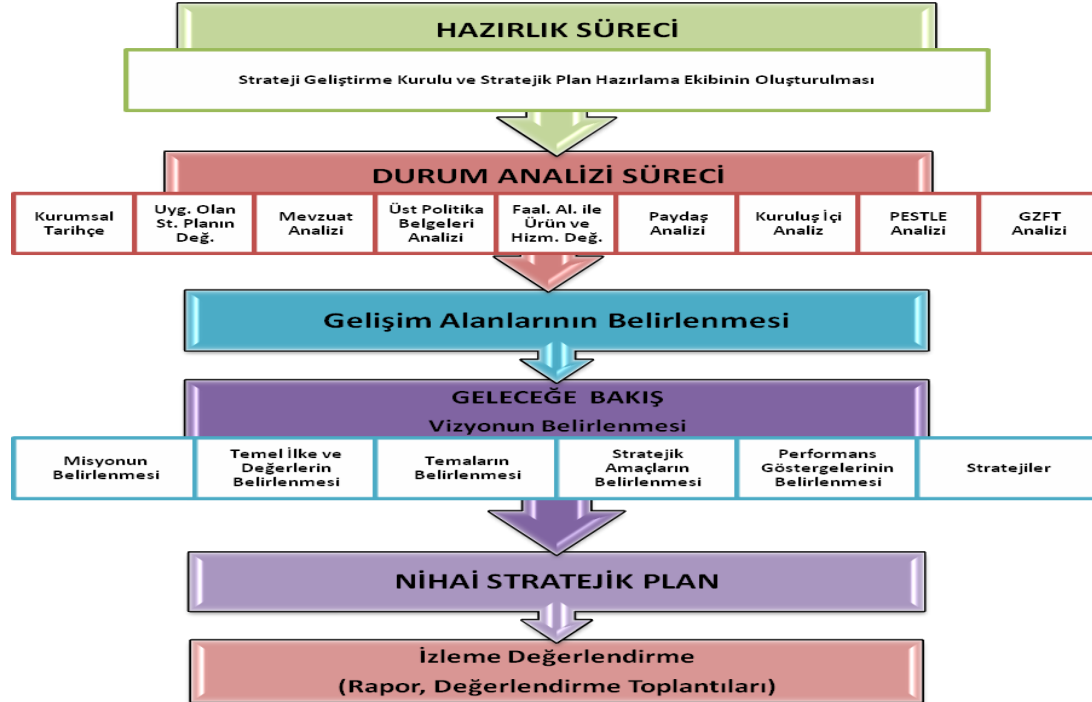 HAZIRLIK SÜRECİ
Strateji Geliştirme Kurulu ve Stratejik Plan Hazırlama Ekibinin Oluşturulması
DURUM ANALİZİ SÜRECİ
Kurumsal
Tarihçe
Uyg. Olan
St. Planın
Değ.
Mevzuat
Analizi
Üst Politika
Belgeleri
Analizi
Faal. Al. ile
Ürün ve
Hizm. Değ.
Paydaş
Analizi
Kuruluş İçi
Analiz
PESTLE
Analizi
GZFT
Analizi
Gelişim Alanlarının Belirlenmesi
GELECEĞE BAKIŞ
Vizyonun Belirlenmesi
Misyonun
Belirlenmesi
Temel İlke ve
Değerlerin
Belirlenmesi
Temaların
Belirlenmesi
Stratejik
Amaçların
Belirlenmesi
Performans
Göstergelerinin
Belirlenmesi
Stratejiler
NİHAİ STRATEJİK PLAN
İzleme Değerlendirme
(Rapor, Değerlendirme Toplantıları)